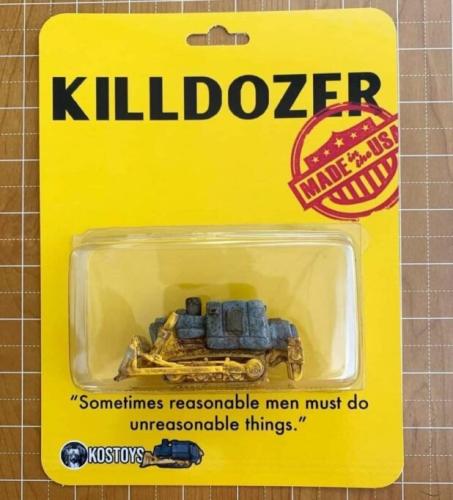 KILLDOZER
MADE in the USA
“Sometimes reasonable men must do
unreasonable things.”
KOSTOYS